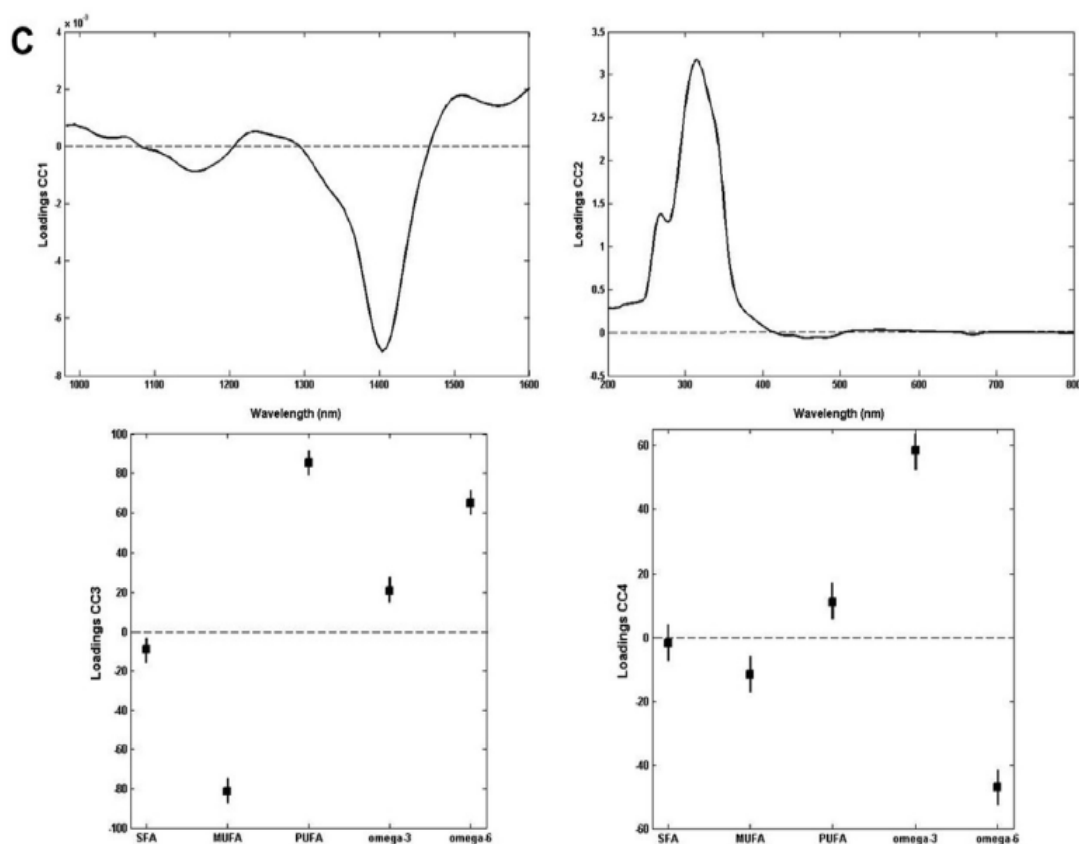 C
x 10⁻³
4
2
0
-2
-4
-6
-8
Loadings CC1
1000 1100 1200 1300 1400 1500 1600
Wavelength (nm)
3.5
3
2.5
2
1.5
1
0.5
0
0.5
Loadings CC2
200 300 400 500 600 700 800
Wavelength (nm)
100
80
60
40
20
0
-20
-40
-60
-80
-100
Loadings CC3
SFA MUFA PUFA omega-3 omega-6
60
40
20
0
-20
-40
-60
Loadings CC4
SFA MUFA PUFA omega-3 omega-6